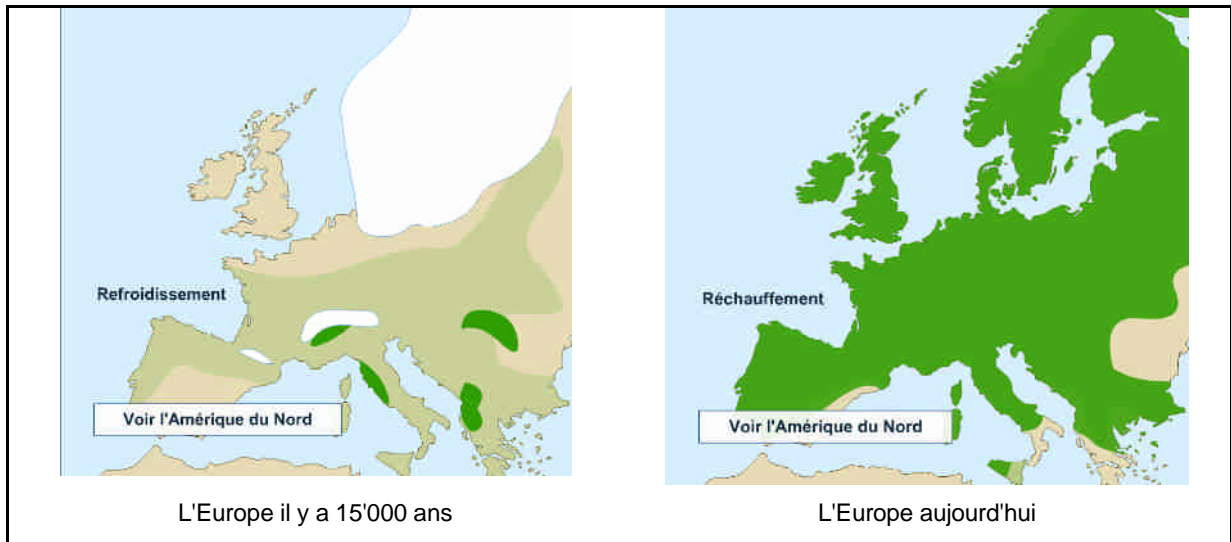 Refroidissement
Voir l'Amérique du Nord
L'Europe il y a 15'000 ans
Réchauffement
Voir l'Amérique du Nord
L'Europe aujourd'hui